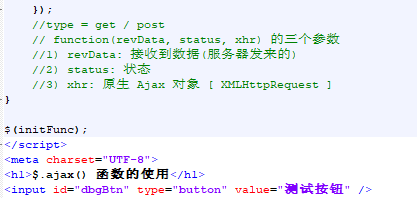 });
//type = get / post
// function(revData, status, xhr) 的三个参数
//1) revData: 接收到数据(服务器发来的)
//2) status: 状态
//3) xhr: 原生 Ajax 对象 [ XMLHttpRequest ]
}
$(initFunc);
</script>
<meta charset="UTF-8">
<h1>$.ajax() 函数的使用</h1>
<input id="dbgBtn" type="button" value="测试按钮" />